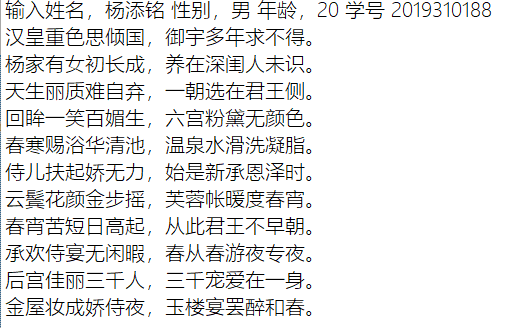 输入姓名，杨添铭 性别，男 年龄，20 学号 2019310188
汉皇重色思倾国，御宇多年求不得。
杨家有女初长成，养在深闺人未识。
天生丽质难自弃，一朝选在君王侧。
回眸一笑百媚生，六宫粉黛无颜色。
春寒赐浴华清池，温泉水滑洗凝脂。
侍儿扶起娇无力，始是新承恩泽时。
云鬓花颜金步摇，芙蓉帐暖度春宵。
春宵苦短日高起，从此君王不早朝。
承欢侍宴无闲暇，春从春游夜专夜。
后宫佳丽三千人，三千宠爱在一身。
金屋妆成娇侍夜，玉楼宴罢醉和春。